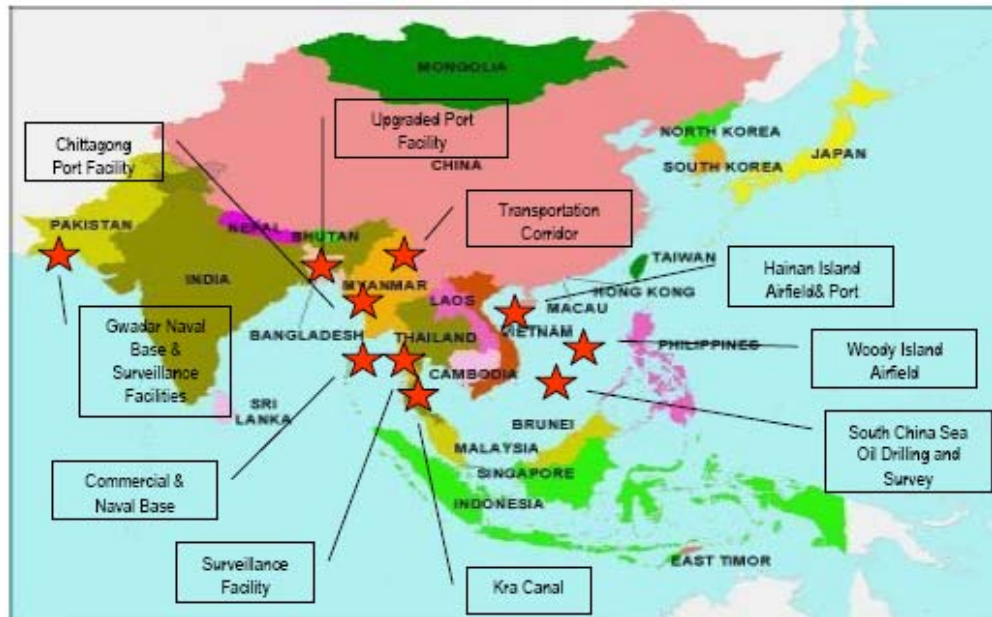 MONGOLIA
Upgraded Port
Facility
Chittagong
Port Facility
CHINA
NORTH KOREA
SOUTH KOREA
JAPAN
Transportation
Corridor
PAKISTAN
NEPAL
BHUTAN
INDIA
MYANMAR
TAIWAN
HONG KONG
MACAU
Hainan Island
Airfield& Port
LAOS
BANGLADESH
THAILAND
VIETNAM
PHILIPPINES
Gwadar Naval
Base &
Surveillance
Facilities
CAMBODIA
Woody Island
Airfield
SRI
LANKA
BRUNEI
MALAYSIA
SINGAPORE
INDONESIA
South China Sea
Oil Drilling and
Survey
Commercial &
Naval Base
Surveillance
Facility
Kra Canal
EAST TIMOR